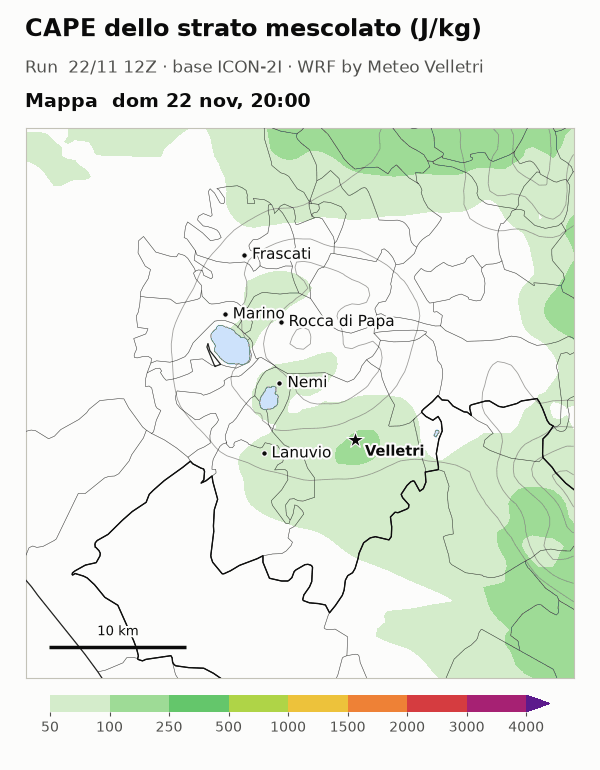 CAPE dello strato mescolato (J/kg)
Run  22/11 12Z · base ICON-2I · WRF by Meteo Velletri
Mappa  dom 22 nov, 20:00
Frascati
Marino
Rocca di Papa
Nemi
Velletri
Lanuvio
10 km
50 100 250 500 1000 1500 2000 3000 4000